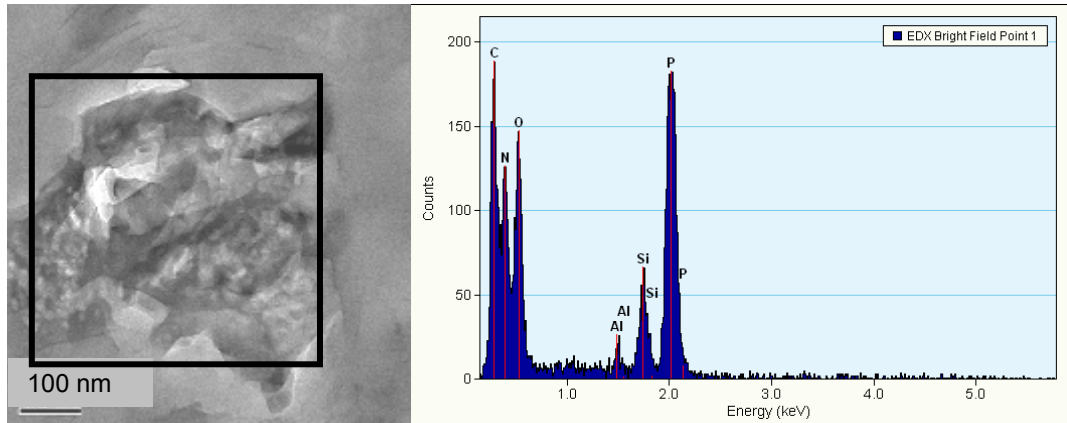 100 nm
EDX Bright Field Point 1
Counts
200
150
100
50
0
C
N
O
Al
Al
Si
Si
P
P
1.0
2.0
3.0
4.0
5.0
Energy (keV)